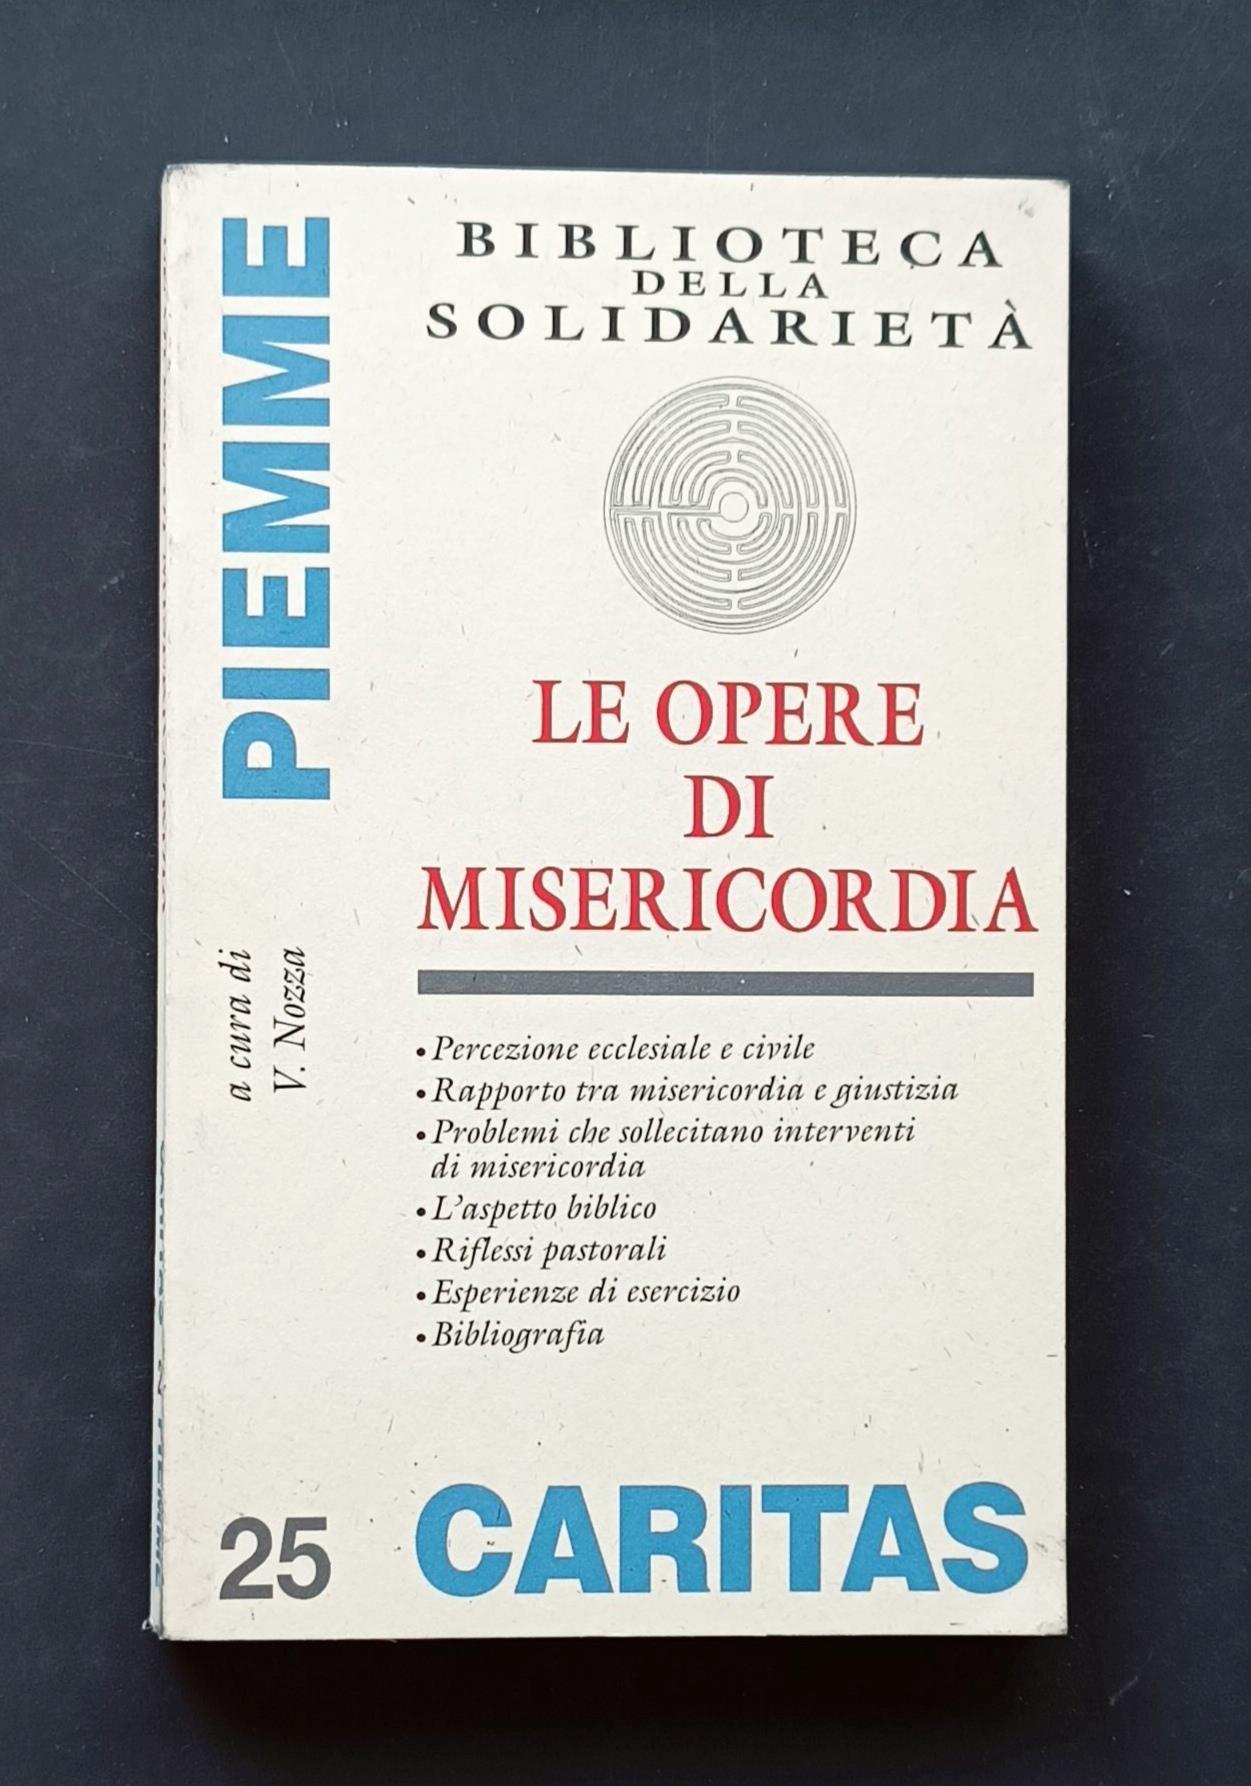 BIBLIOTECA
DELLA
SOLIDARIETÀ
PIEMME
LE OPERE
DI
MISERICORDIA
a cura di
V. Nozza
• Percezione ecclesiale e civile
• Rapporto tra misericordia e giustizia
• Problemi che sollecitano interventi
di misericordia
• L'aspetto biblico
• Riflessi pastorali
• Esperienze di esercizio
• Bibliografia
25
CARITAS